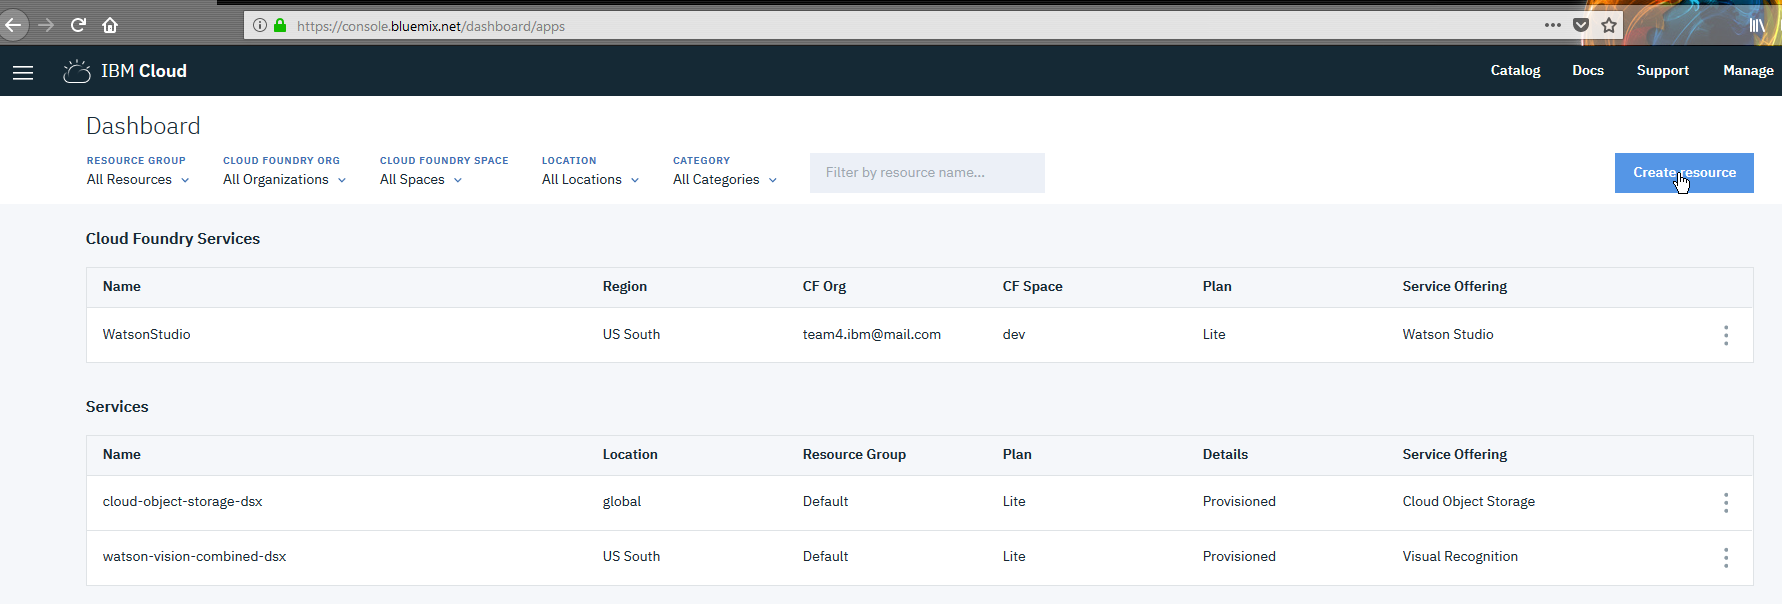 https://console.bluemix.net/dashboard/apps
IBM Cloud
Catalog Docs Support Manage
Dashboard
RESOURCE GROUP CLOUD FOUNDRY ORG CLOUD FOUNDRY SPACE LOCATION CATEGORY
All Resources All Organizations All Spaces All Locations All Categories Filter by resource name... Create resource
Cloud Foundry Services
Name Region CF Org CF Space Plan Service Offering
WatsonStudio US South team4.ibm@mail.com dev Lite Watson Studio
Services
Name Location Resource Group Plan Details Service Offering
cloud-object-storage-dsx global Default Lite Provisioned Cloud Object Storage
watson-vision-combined-dsx US South Default Lite Provisioned Visual Recognition